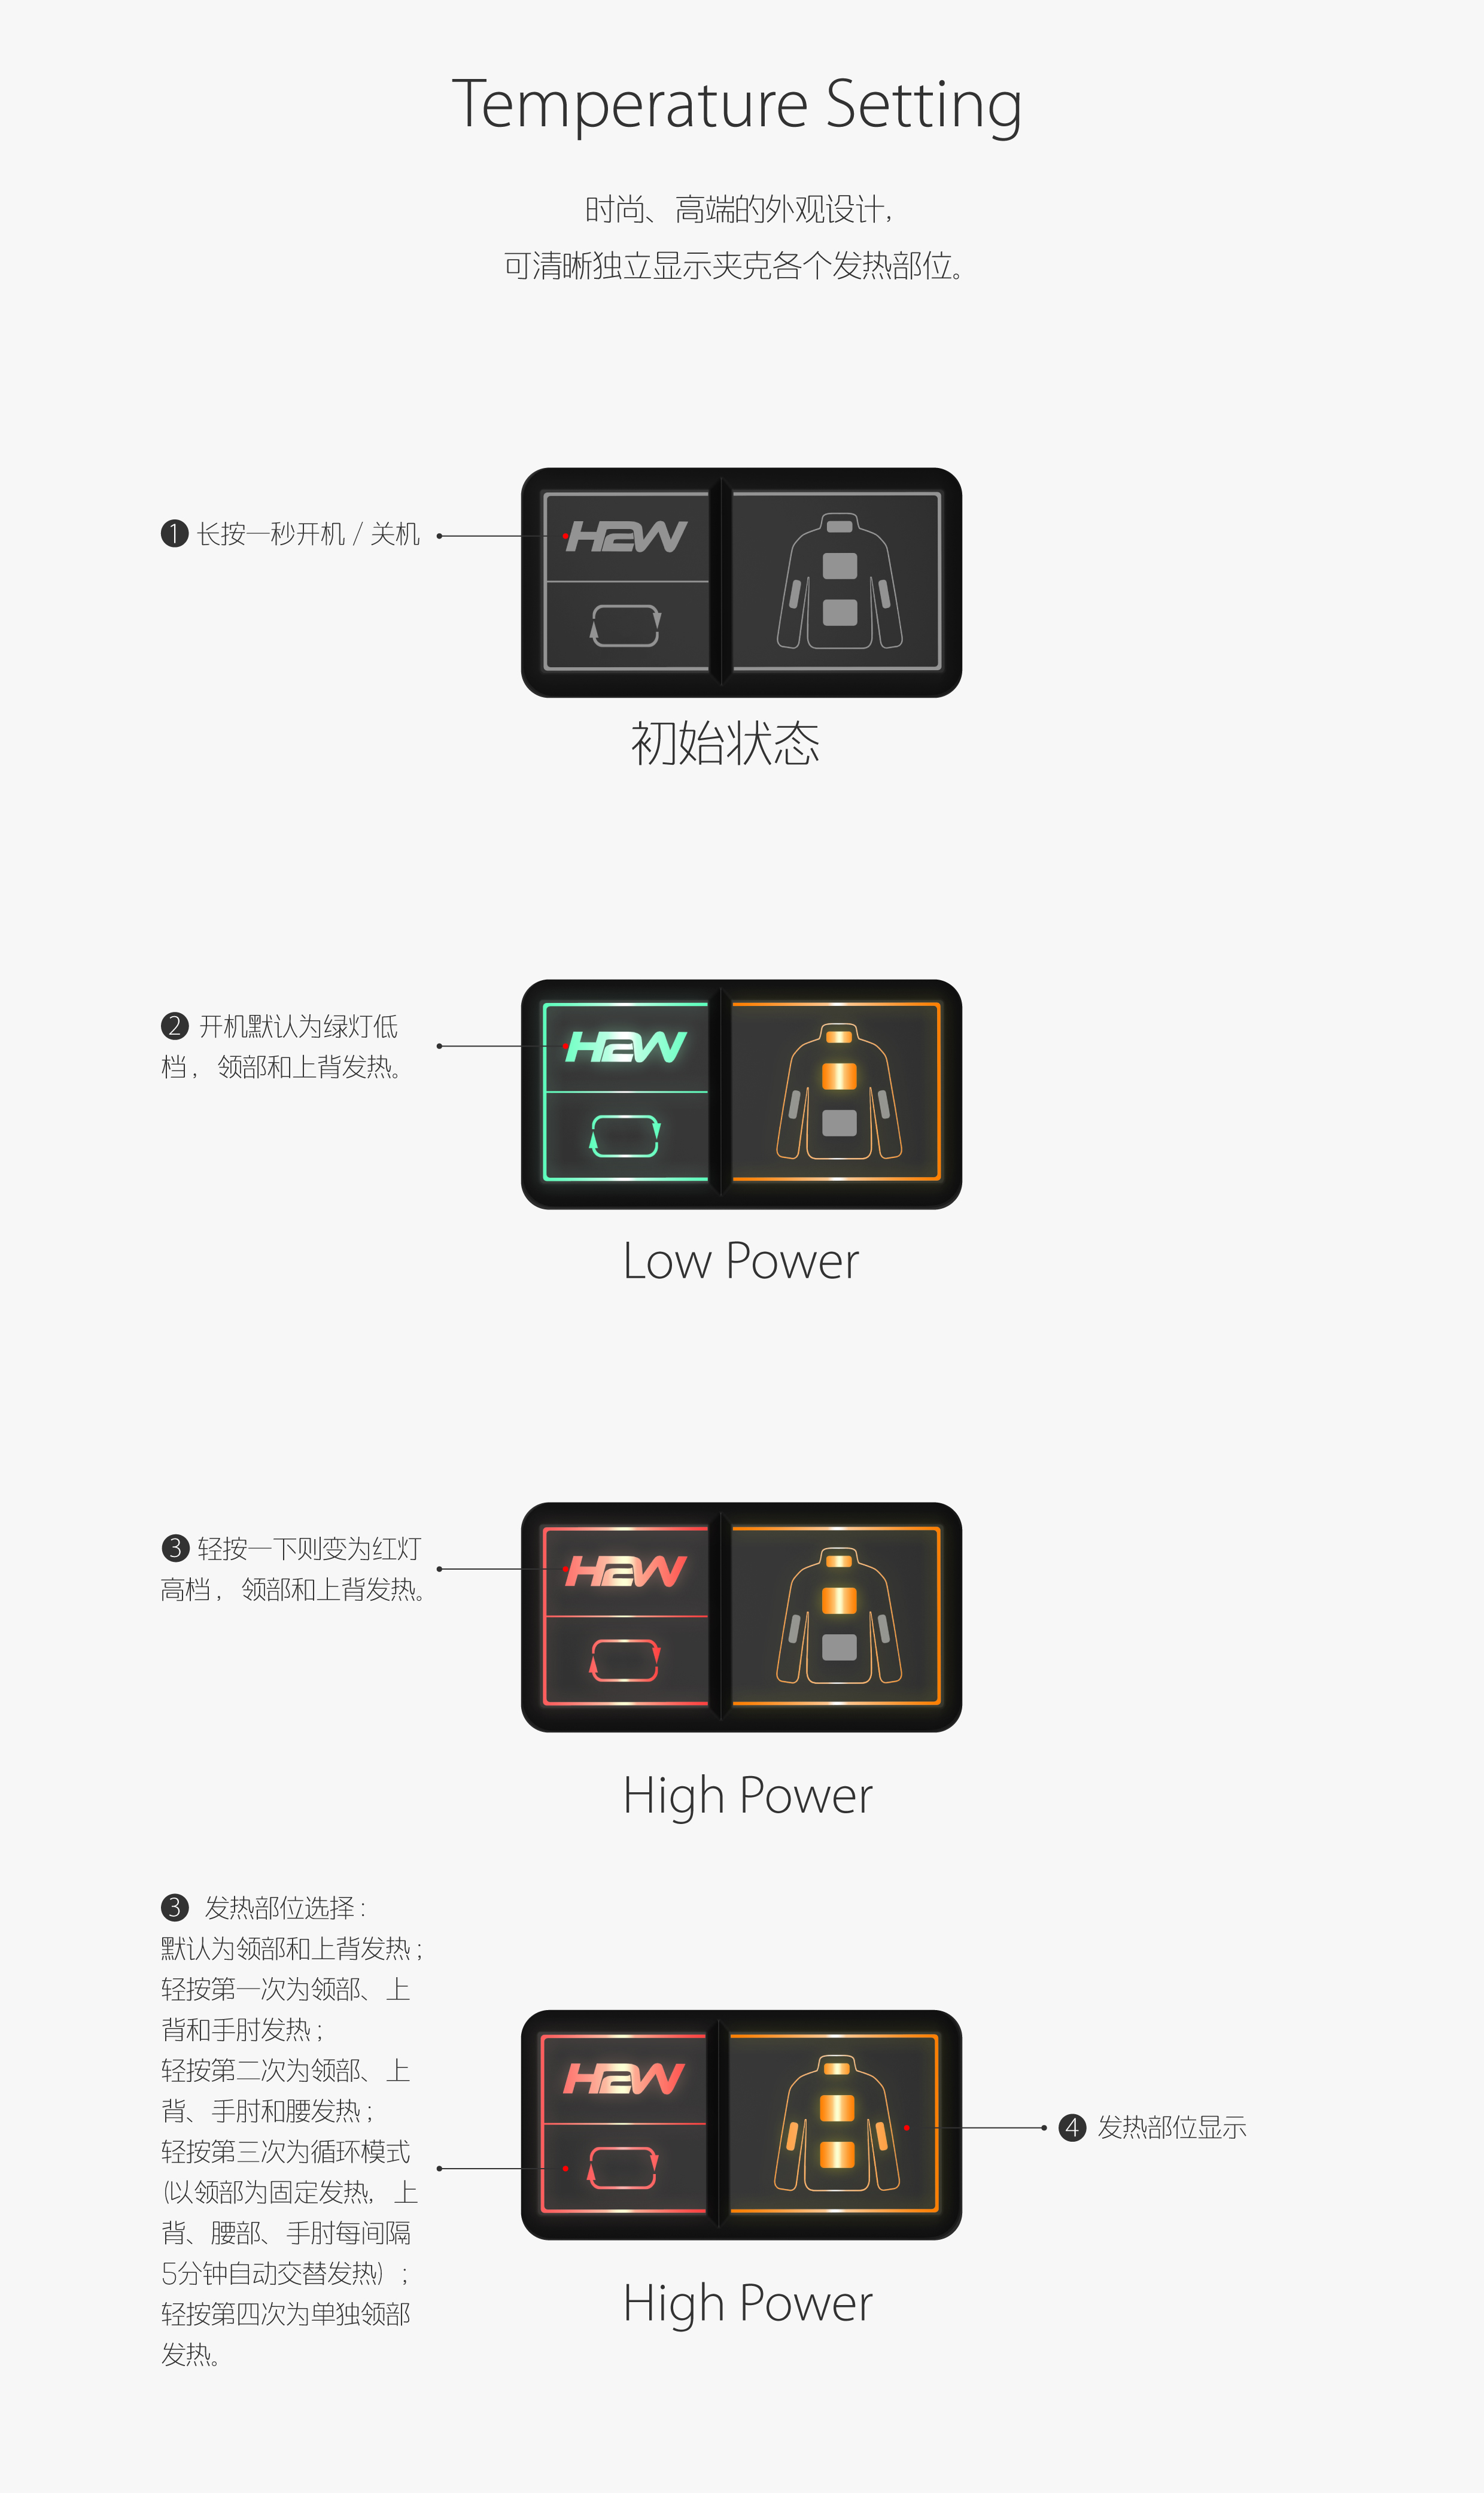 Temperature Setting
时尚、高端的外观设计,
可清晰独立显示夹克各个发热部位。
1 长按一秒开机 / 关机
H2W
初始状态
2 开机默认为绿灯低
档, 领部和上背发热。
H2W
Low Power
3 轻按一下则变为红灯
高档, 领部和上背发热。
H2W
High Power
3 发热部位选择:
默认为领部和上背发热;
轻按第一次为领部、上
背和手肘发热;
轻按第二次为领部、上
背、手肘和腰发热;
轻按第三次为循环模式
(以领部为固定发热, 上
背、腰部、手肘每间隔
5分钟自动交替发热) ;
轻按第四次为单独领部
发热。
H2W
4 发热部位显示
High Power